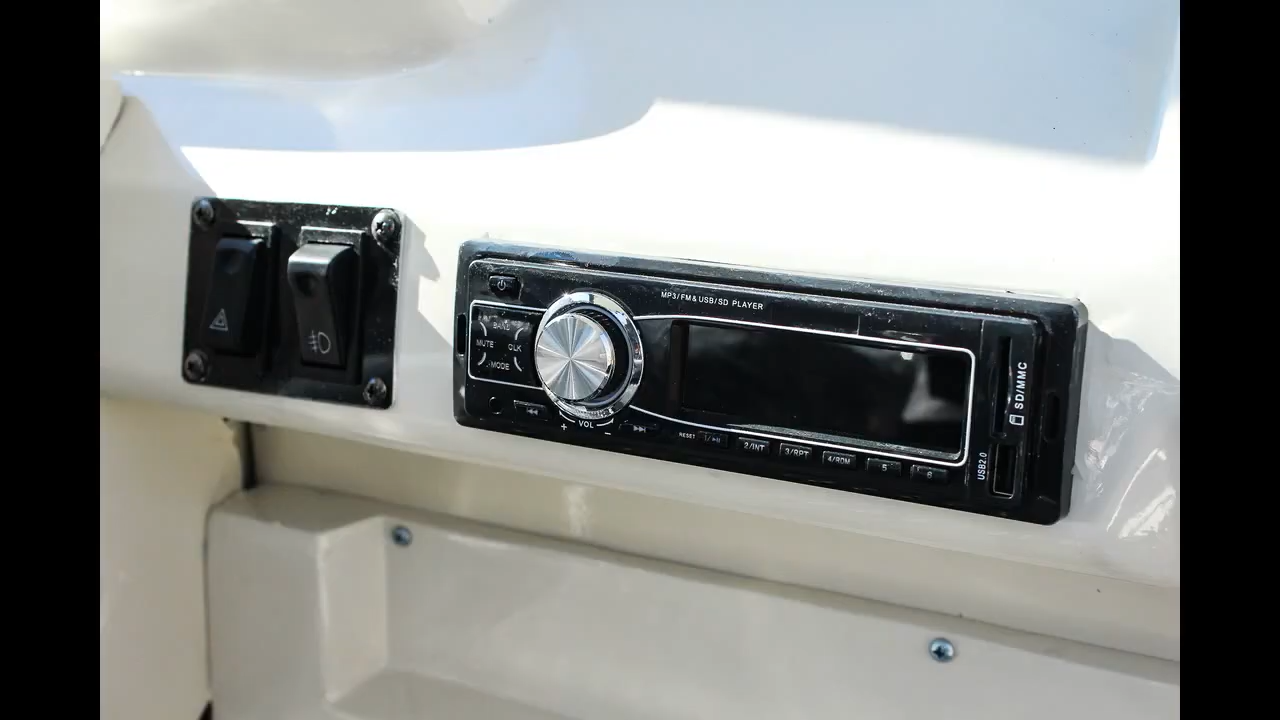 MP3/FM&USB/SD PLAYER
BAND
MUTE
CLK
MODE
+ VOL -
RESET
1/
2/INT
3/RPT
4/RDM
5
6
SD/MMC
USB2.0